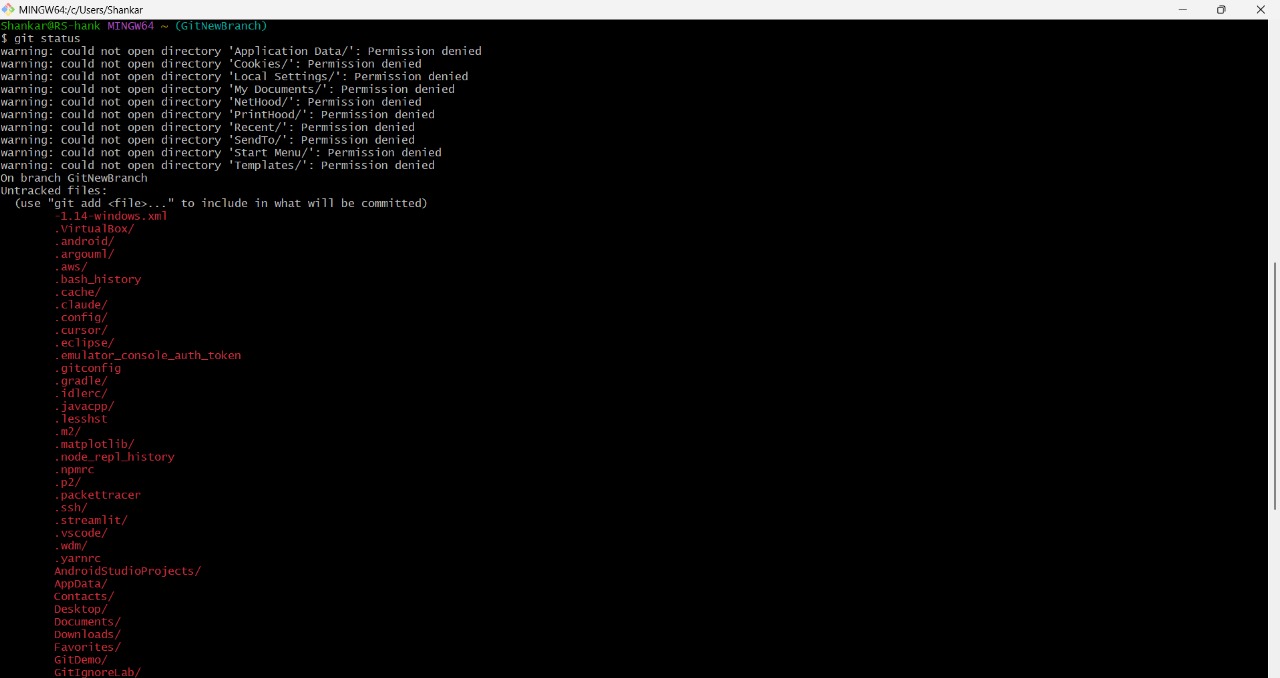 MINGW64:/c/Users/Shankar
Shankar@RS-hank MINGW64 ~ (GitNewBranch)
$ git status
warning: could not open directory 'Application Data/': Permission denied
warning: could not open directory 'Cookies/': Permission denied
warning: could not open directory 'Local Settings/': Permission denied
warning: could not open directory 'My Documents/': Permission denied
warning: could not open directory 'NetHood/': Permission denied
warning: could not open directory 'PrintHood/': Permission denied
warning: could not open directory 'Recent/': Permission denied
warning: could not open directory 'SendTo/': Permission denied
warning: could not open directory 'Start Menu/': Permission denied
warning: could not open directory 'Templates/': Permission denied
On branch GitNewBranch
Untracked files:
  (use "git add <file>..." to include in what will be committed)
        -1.14-windows.xml
        .VirtualBox/
        .android/
        .argouml/
        .aws/
        .bash_history
        .cache/
        .claude/
        .config/
        .cursor/
        .eclipse/
        .emulator_console_auth_token
        .gitconfig
        .gradle/
        .idlerc/
        .javacpp/
        .lesshst
        .m2/
        .matplotlib/
        .node_repl_history
        .npmrc
        .p2/
        .packettracer
        .ssh/
        .streamlit/
        .vscode/
        .wdm/
        .yarnrc
        AndroidStudioProjects/
        AppData/
        Contacts/
        Desktop/
        Documents/
        Downloads/
        Favorites/
        GitDemo/
        GitIgnoreLab/